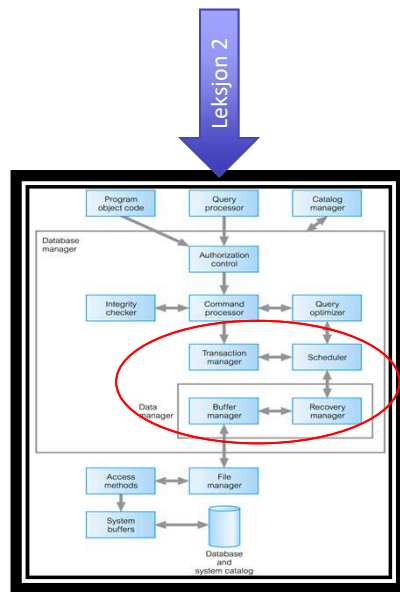 Leksjon 2
Program
object code
Query
processor
Catalog
manager
Database
manager
Authorization
control
Integrity
checker
Command
processor
Query
optimizer
Transaction
manager
Scheduler
Data
manager
Buffer
manager
Recovery
manager
Access
methods
File
manager
System
buffers
Database
and
system catalog